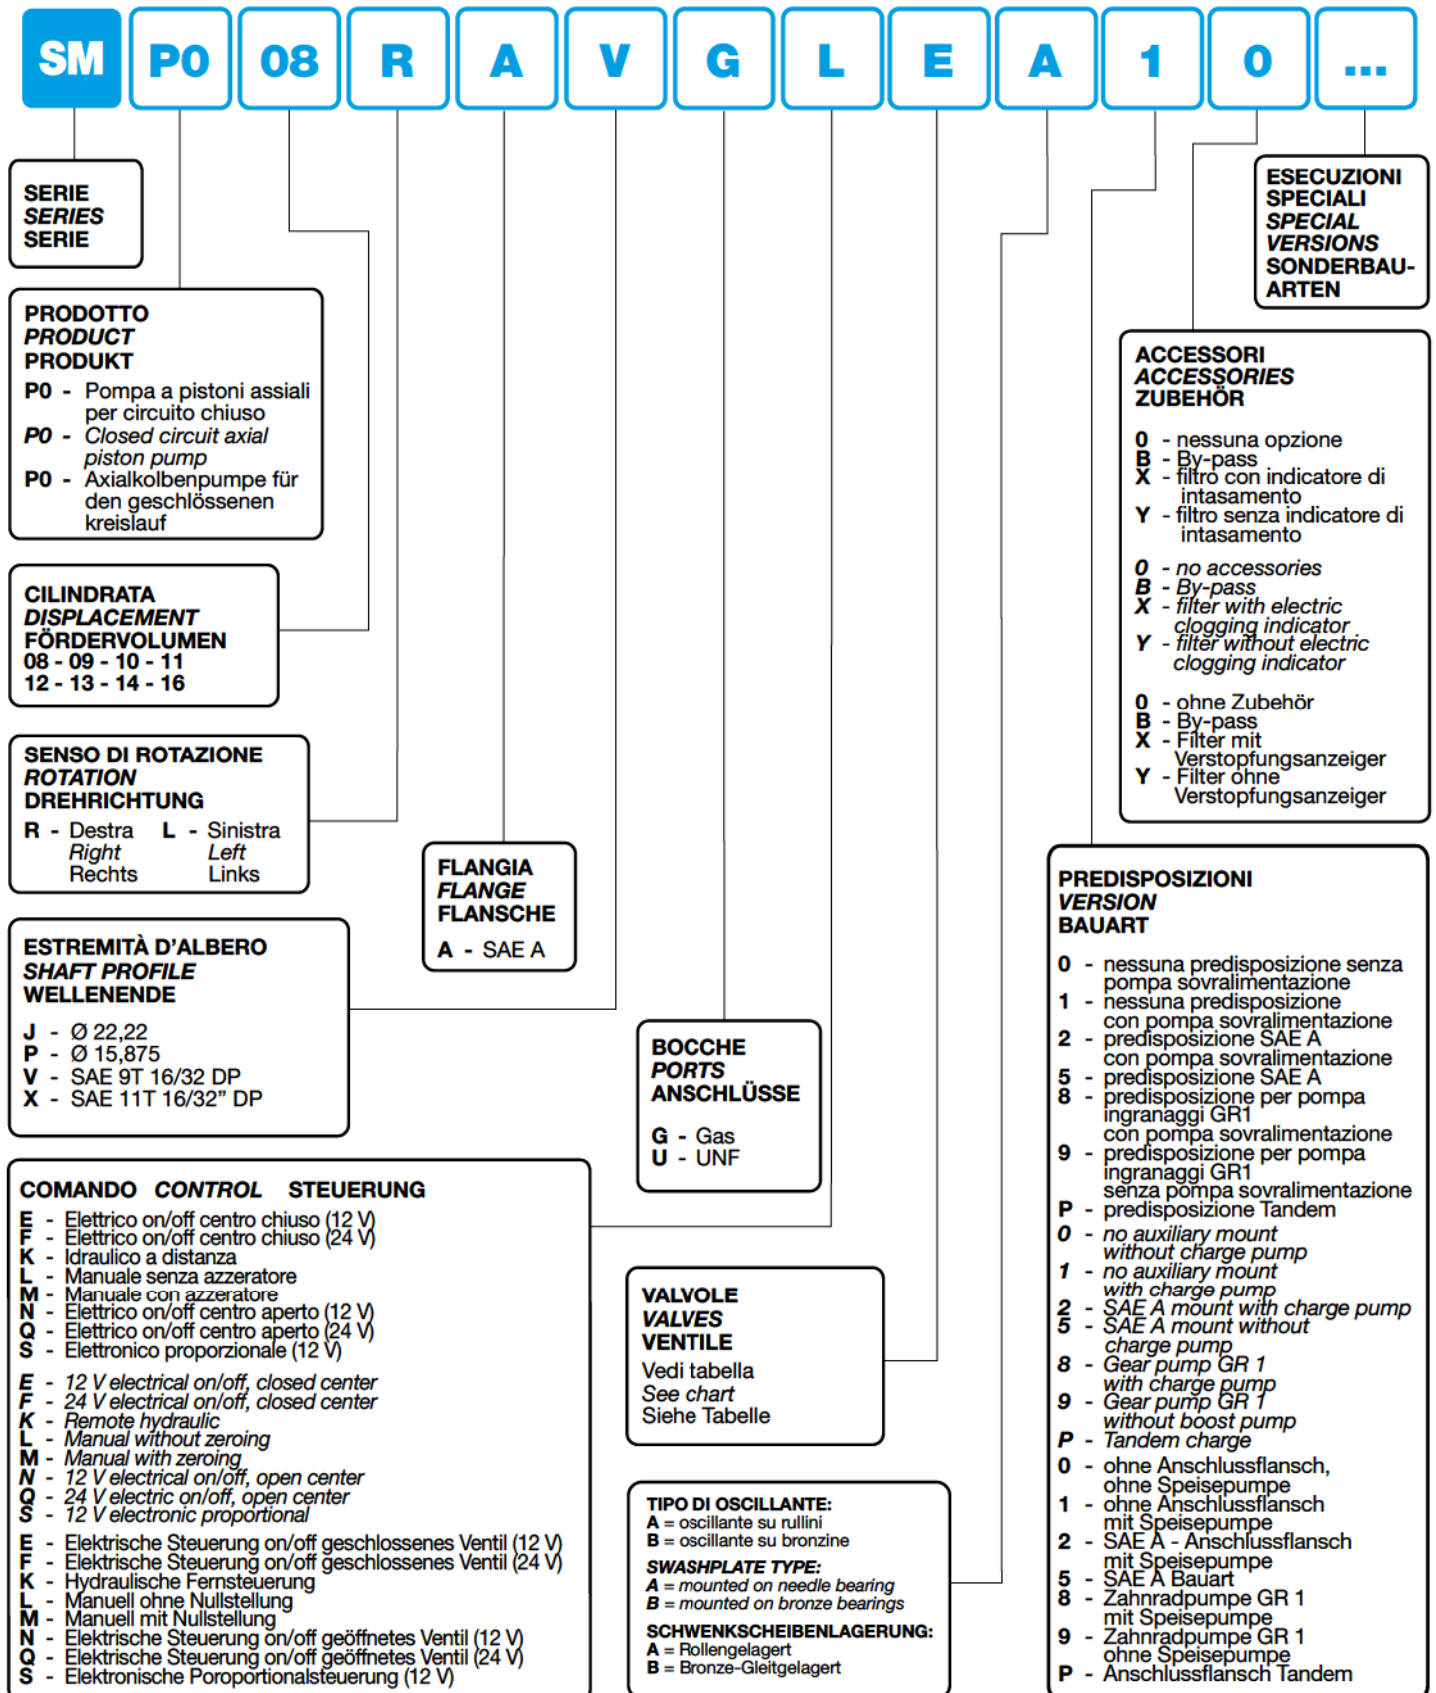 SM P0 08 R A V G L E A 1 0 ...
SERIE
SERIES
SERIE
PRODOTTO
PRODUCT
PRODUKT
P0 - Pompa a pistoni assiali
per circuito chiuso
P0 - Closed circuit axial
piston pump
P0 - Axialkolbenpumpe für
den geschlössenen
kreislauf
CILINDRATA
DISPLACEMENT
FÖRDERVOLUMEN
08 - 09 - 10 - 11
12 - 13 - 14 - 16
SENSO DI ROTAZIONE
ROTATION
DREHRICHTUNG
R - Destra L - Sinistra
Right Left
Rechts Links
ESTREMITÀ D'ALBERO
SHAFT PROFILE
WELLENENDE
J - Ø 22,22
P - Ø 15,875
V - SAE 9T 16/32 DP
X - SAE 11T 16/32” DP
FLANGIA
FLANGE
FLANSCHE
A - SAE A
BOCCHE
PORTS
ANSCHLÜSSE
G - Gas
U - UNF
COMANDO CONTROL STEUERUNG
E - Elettrico on/off centro chiuso (12 V)
F - Elettrico on/off centro chiuso (24 V)
K - Idraulico a distanza
L - Manuale senza azzeratore
M - Manuale con azzeratore
N - Elettrico on/off centro aperto (12 V)
Q - Elettrico on/off centro aperto (24 V)
S - Elettronico proporzionale (12 V)
E - 12 V electrical on/off, closed center
F - 24 V electrical on/off, closed center
K - Remote hydraulic
L - Manual without zeroing
M - Manual with zeroing
N - 12 V electrical on/off, open center
Q - 24 V electric on/off, open center
S - 12 V electronic proportional
E - Elektrische Steuerung on/off geschlossenes Ventil (12 V)
F - Elektrische Steuerung on/off geschlossenes Ventil (24 V)
K - Hydraulische Fernsteuerung
L - Manuell ohne Nullstellung
M - Manuell mit Nullstellung
N - Elektrische Steuerung on/off geöffnetes Ventil (12 V)
Q - Elektrische Steuerung on/off geöffnetes Ventil (24 V)
S - Elektronische Poroportionalsteuerung (12 V)
VALVOLE
VALVES
VENTILE
Vedi tabella
See chart
Siehe Tabelle
TIPO DI OSCILLANTE:
A = oscillante su rullini
B = oscillante su bronzine
SWASHPLATE TYPE:
A = mounted on needle bearing
B = mounted on bronze bearings
SCHWENKSCHEIBENLAGERUNG:
A = Rollengelagert
B = Bronze-Gleitgelagert
ESECUZIONI
SPECIALI
SPECIAL
VERSIONS
SONDERBAU-
ARTEN
ACCESSORI
ACCESSORIES
ZUBEHÖR
0 - nessuna opzione
B - By-pass
X - filtro con indicatore di
intasamento
Y - filtro senza indicatore di
intasamento
0 - no accessories
B - By-pass
X - filter with electric
clogging indicator
Y - filter without electric
clogging indicator
0 - ohne Zubehör
B - By-pass
X - Filter mit
Verstopfungsanzeiger
Y - Filter ohne
Verstopfungsanzeiger
PREDISPOSIZIONI
VERSION
BAUART
0 - nessuna predisposizione senza
pompa sovralimentazione
1 - nessuna predisposizione
con pompa sovralimentazione
2 - predisposizione SAE A
con pompa sovralimentazione
5 - predisposizione SAE A
8 - predisposizione per pompa
ingranaggi GR1
con pompa sovralimentazione
9 - predisposizione per pompa
ingranaggi GR1
senza pompa sovralimentazione
P - predisposizione Tandem
0 - no auxiliary mount
without charge pump
1 - no auxiliary mount
with charge pump
2 - SAE A mount with charge pump
5 - SAE A mount without
charge pump
8 - Gear pump GR 1
with charge pump
9 - Gear pump GR 1
without boost pump
P - Tandem charge
0 - ohne Anschlussflansch,
ohne Speisepumpe
1 - ohne Anschlussflansch
mit Speisepumpe
2 - SAE A - Anschlussflansch
mit Speisepumpe
5 - SAE A Bauart
8 - Zahnradpumpe GR 1
mit Speisepumpe
9 - Zahnradpumpe GR 1
ohne Speisepumpe
P - Anschlussflansch Tandem